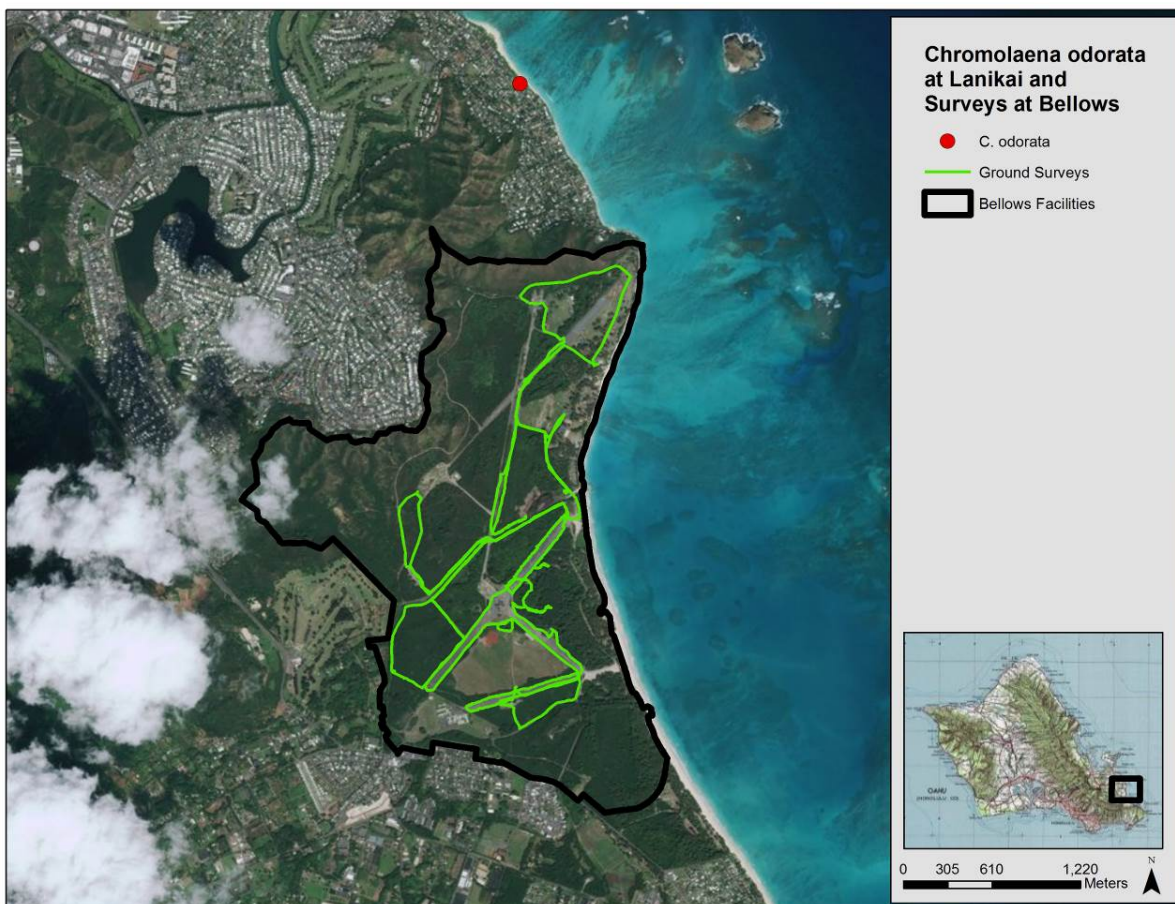 Chromolaena odorata
at Lanikai and
Surveys at Bellows
C. odorata
Ground Surveys
Bellows Facilities
OAHU
0 305 610 1,220
Meters
N